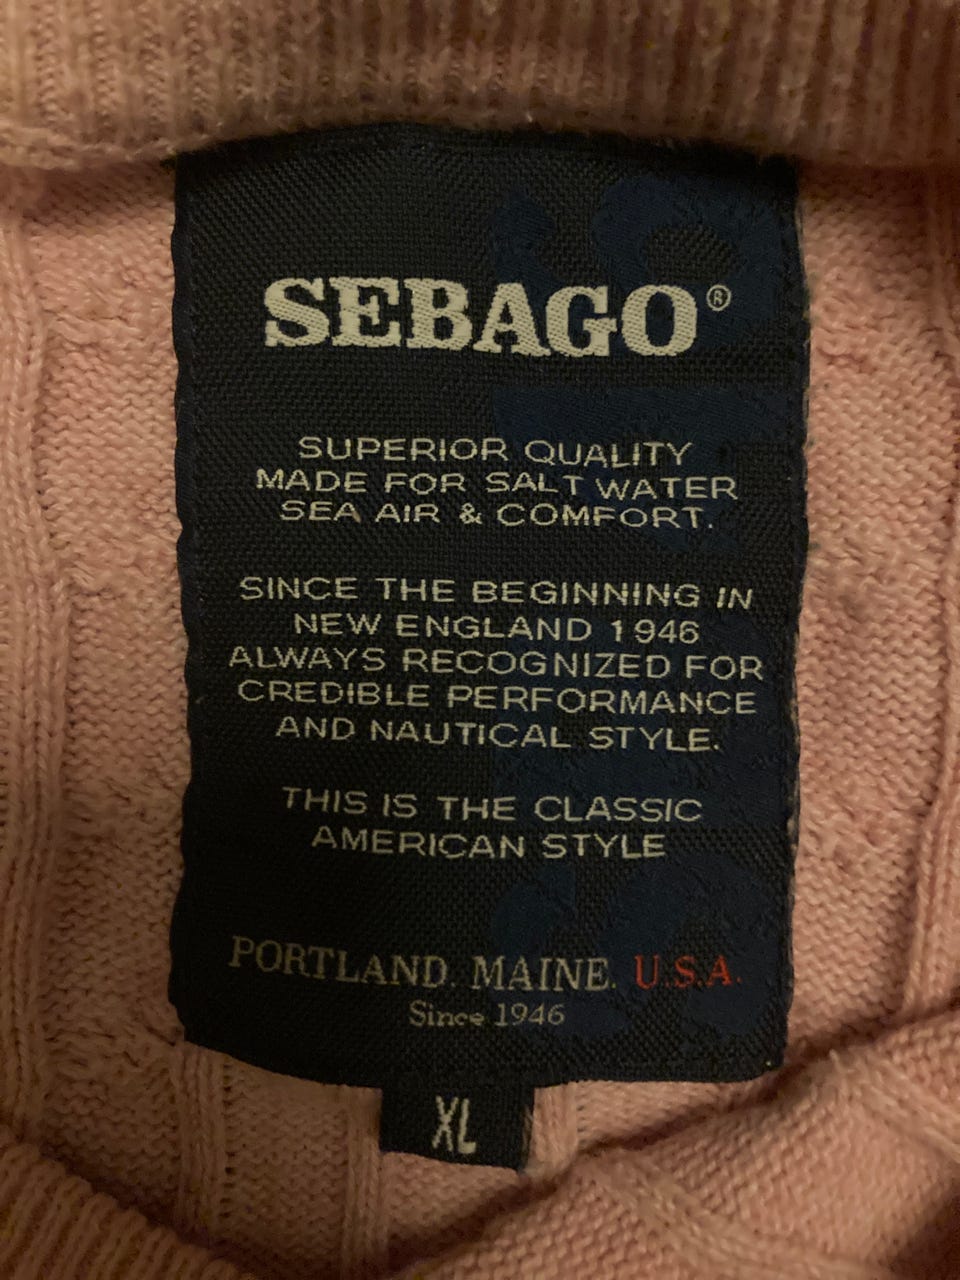 SEBAGO®
SUPERIOR QUALITY
MADE FOR SALT WATER
SEA AIR & COMFORT.
SINCE THE BEGINNING IN
NEW ENGLAND 1946
ALWAYS RECOGNIZED FOR
CREDIBLE PERFORMANCE
AND NAUTICAL STYLE.
THIS IS THE CLASSIC
AMERICAN STYLE
PORTLAND. MAINE. U.S.A.
Since 1946
XL